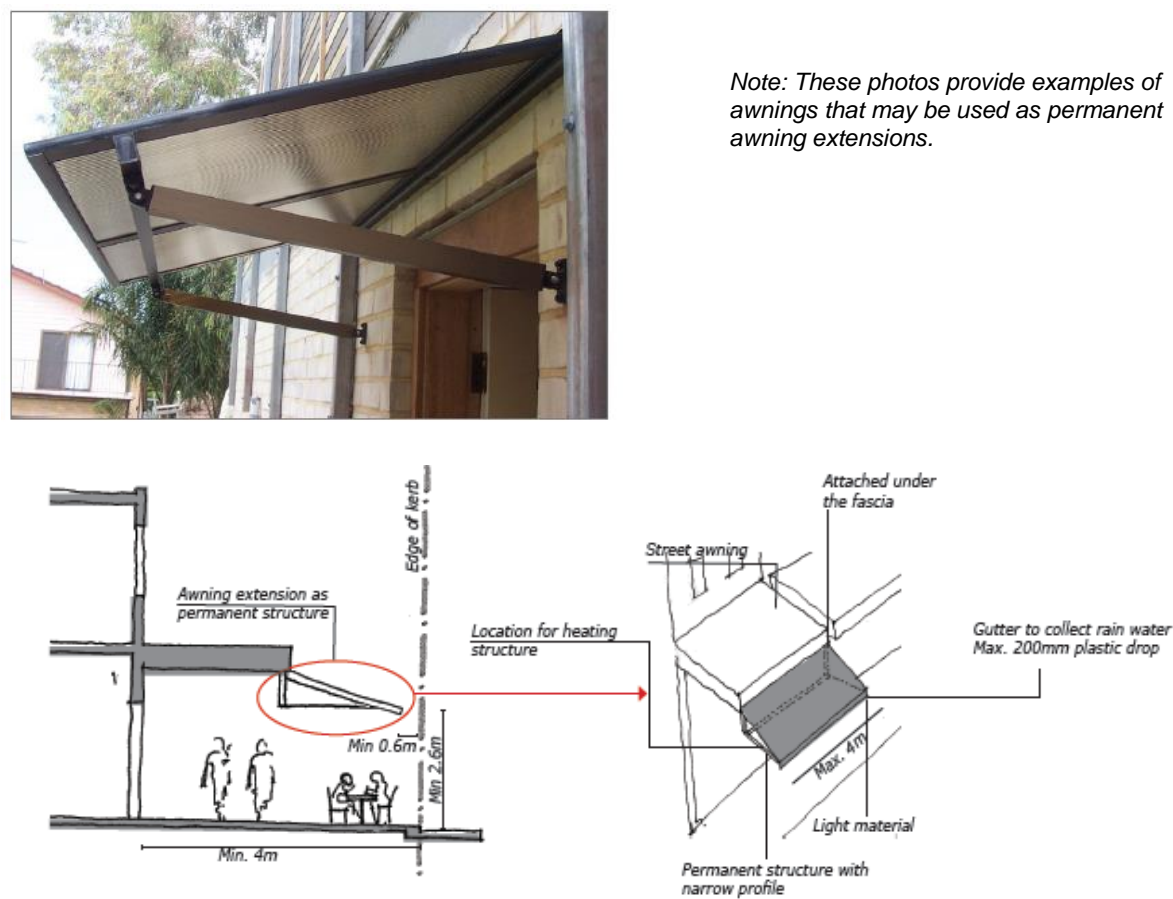 Note: These photos provide examples of
awnings that may be used as permanent
awning extensions.
Edge of kerb
Awning extension as
permanent structure
Min 0.6m
Min 2.6m
Min. 4m
Attached under
the fascia
Street awning
Location for heating
structure
Gutter to collect rain water
Max. 200mm plastic drop
Max. 4m
Light material
Permanent structure with
narrow profile